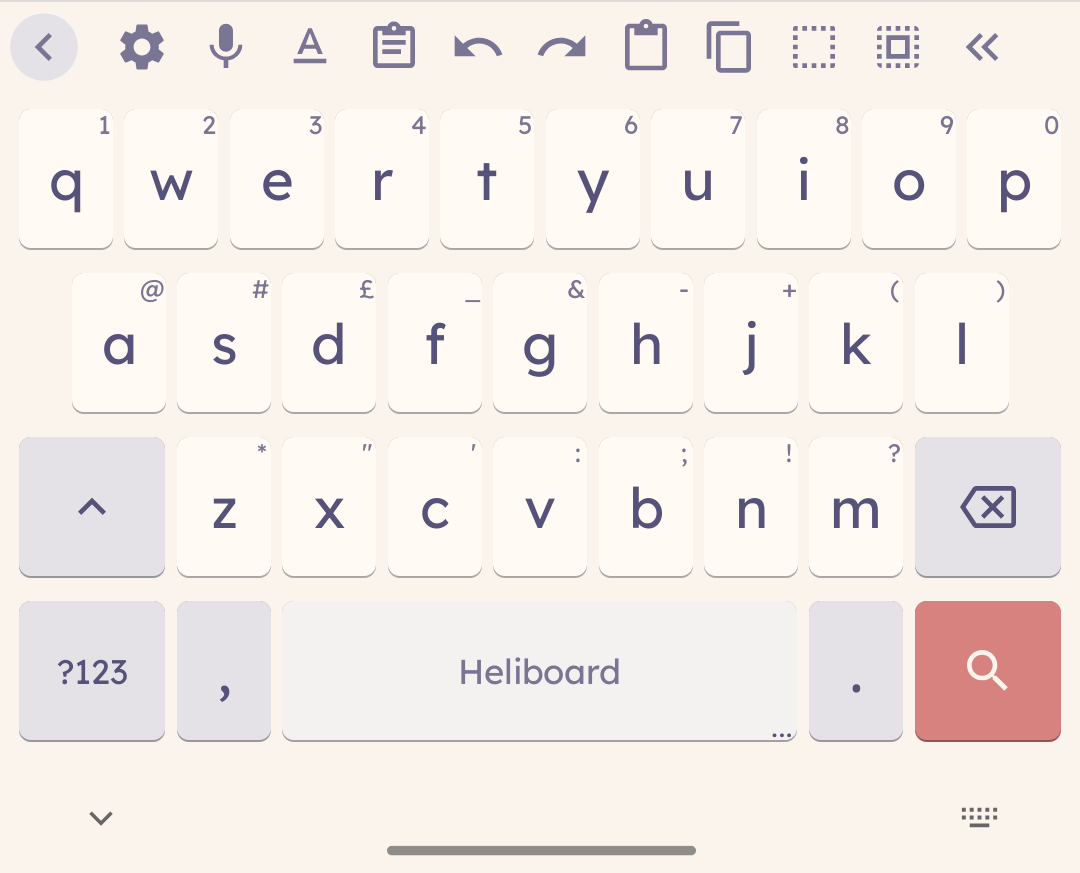 A
1 2 3 4 5 6 7 8 9 0
q w e r t y u i o p
@ # £ _ & - + ( )
a s d f g h j k l
* " ' : ; ! ?
z x c v b n m
?123 , Heliboard .
...